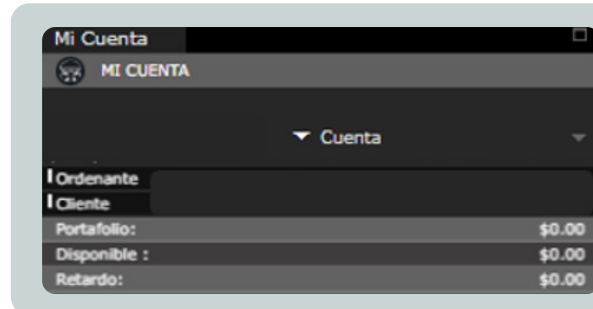 Mi Cuenta
MI CUENTA
Cuenta
Ordenante
Cliente
Portafolio: $0.00
Disponible : $0.00
Retardo: $0.00